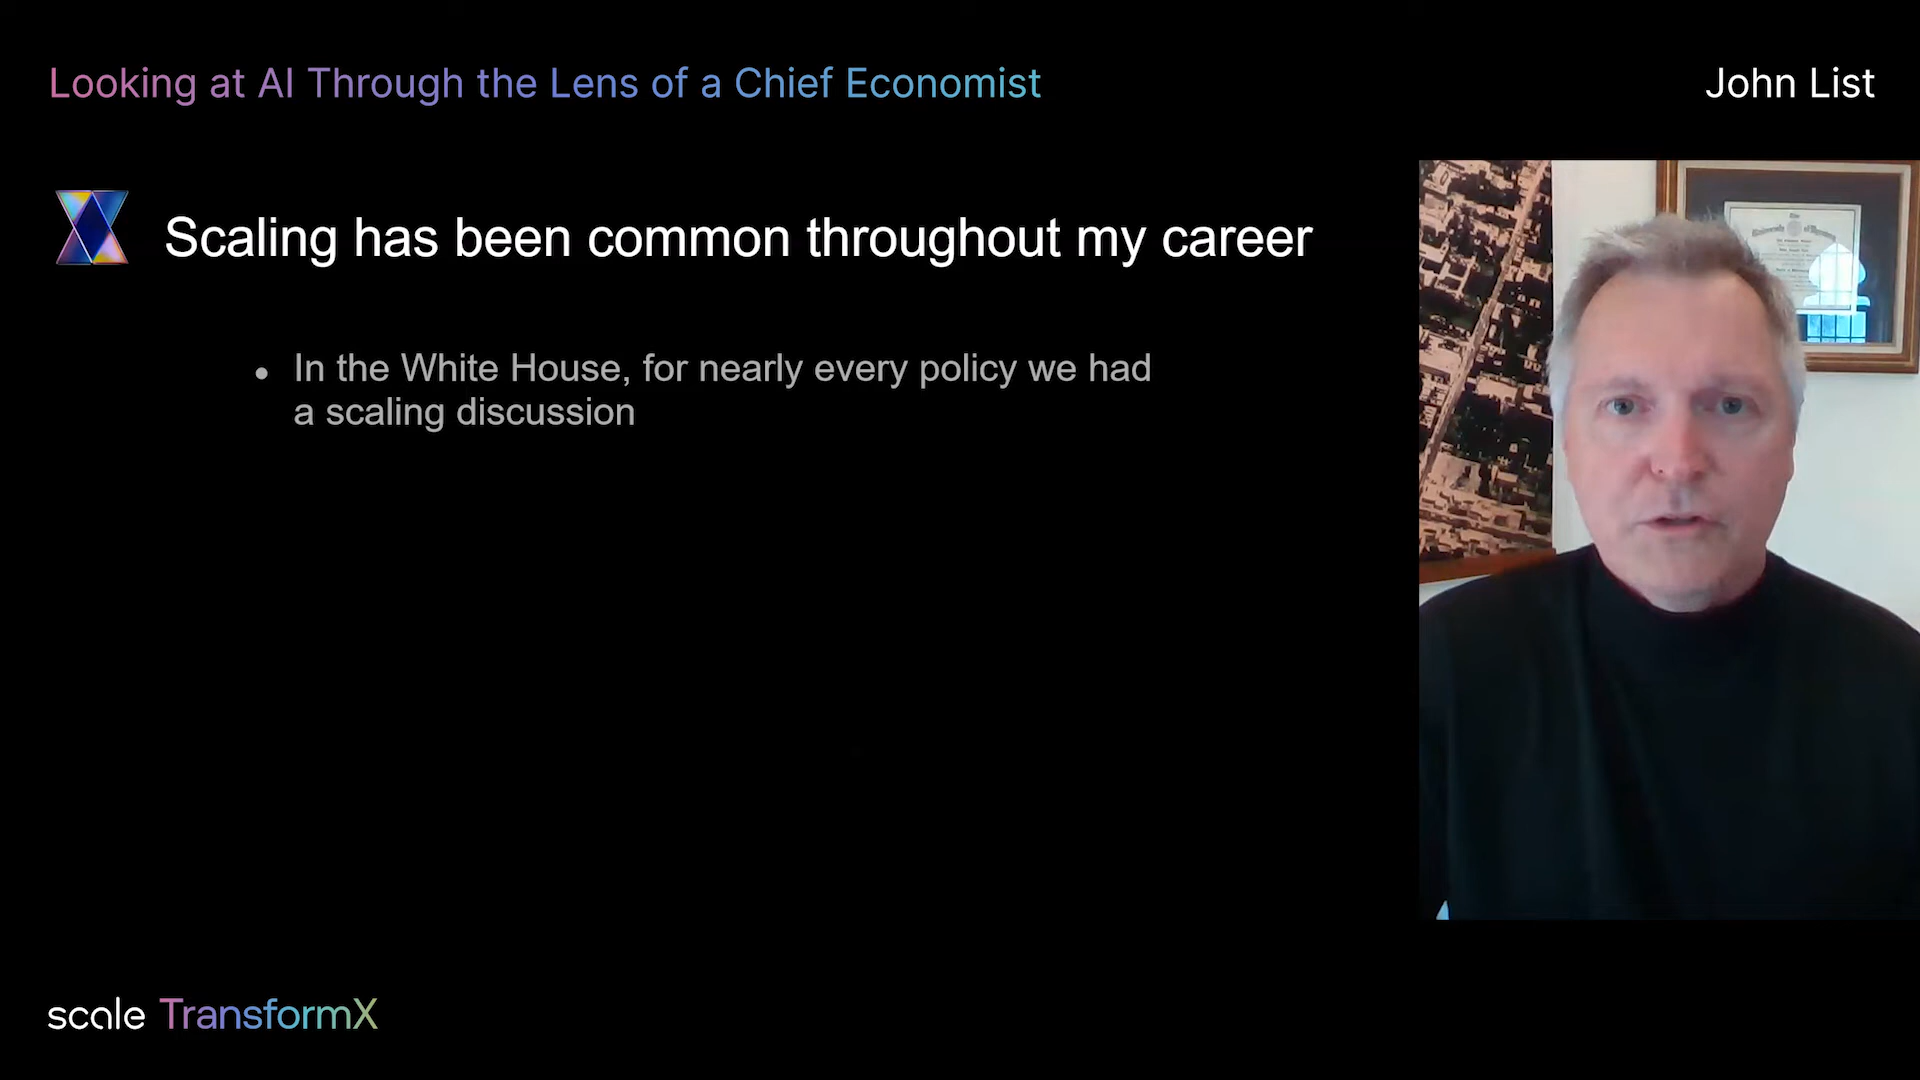 Looking at AI Through the Lens of a Chief Economist
John List
Scaling has been common throughout my career
• In the White House, for nearly every policy we had
a scaling discussion
scale TransformX